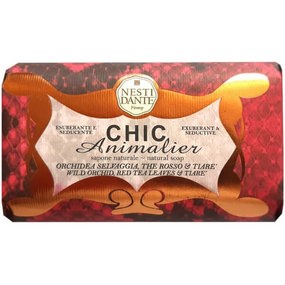 NESTI
DANTE
Firenze
ESUBERANTE E
SEDUCENTE
EXUBERANT &
SEDUCTIVE
CHIC
Animalier
sapone naturale ~ natural soap
ORCHIDEA SELFAGGIA, THE ROSSO & TIARE'
WILD ORCHID, RED TEA LEAVES & TIARE'